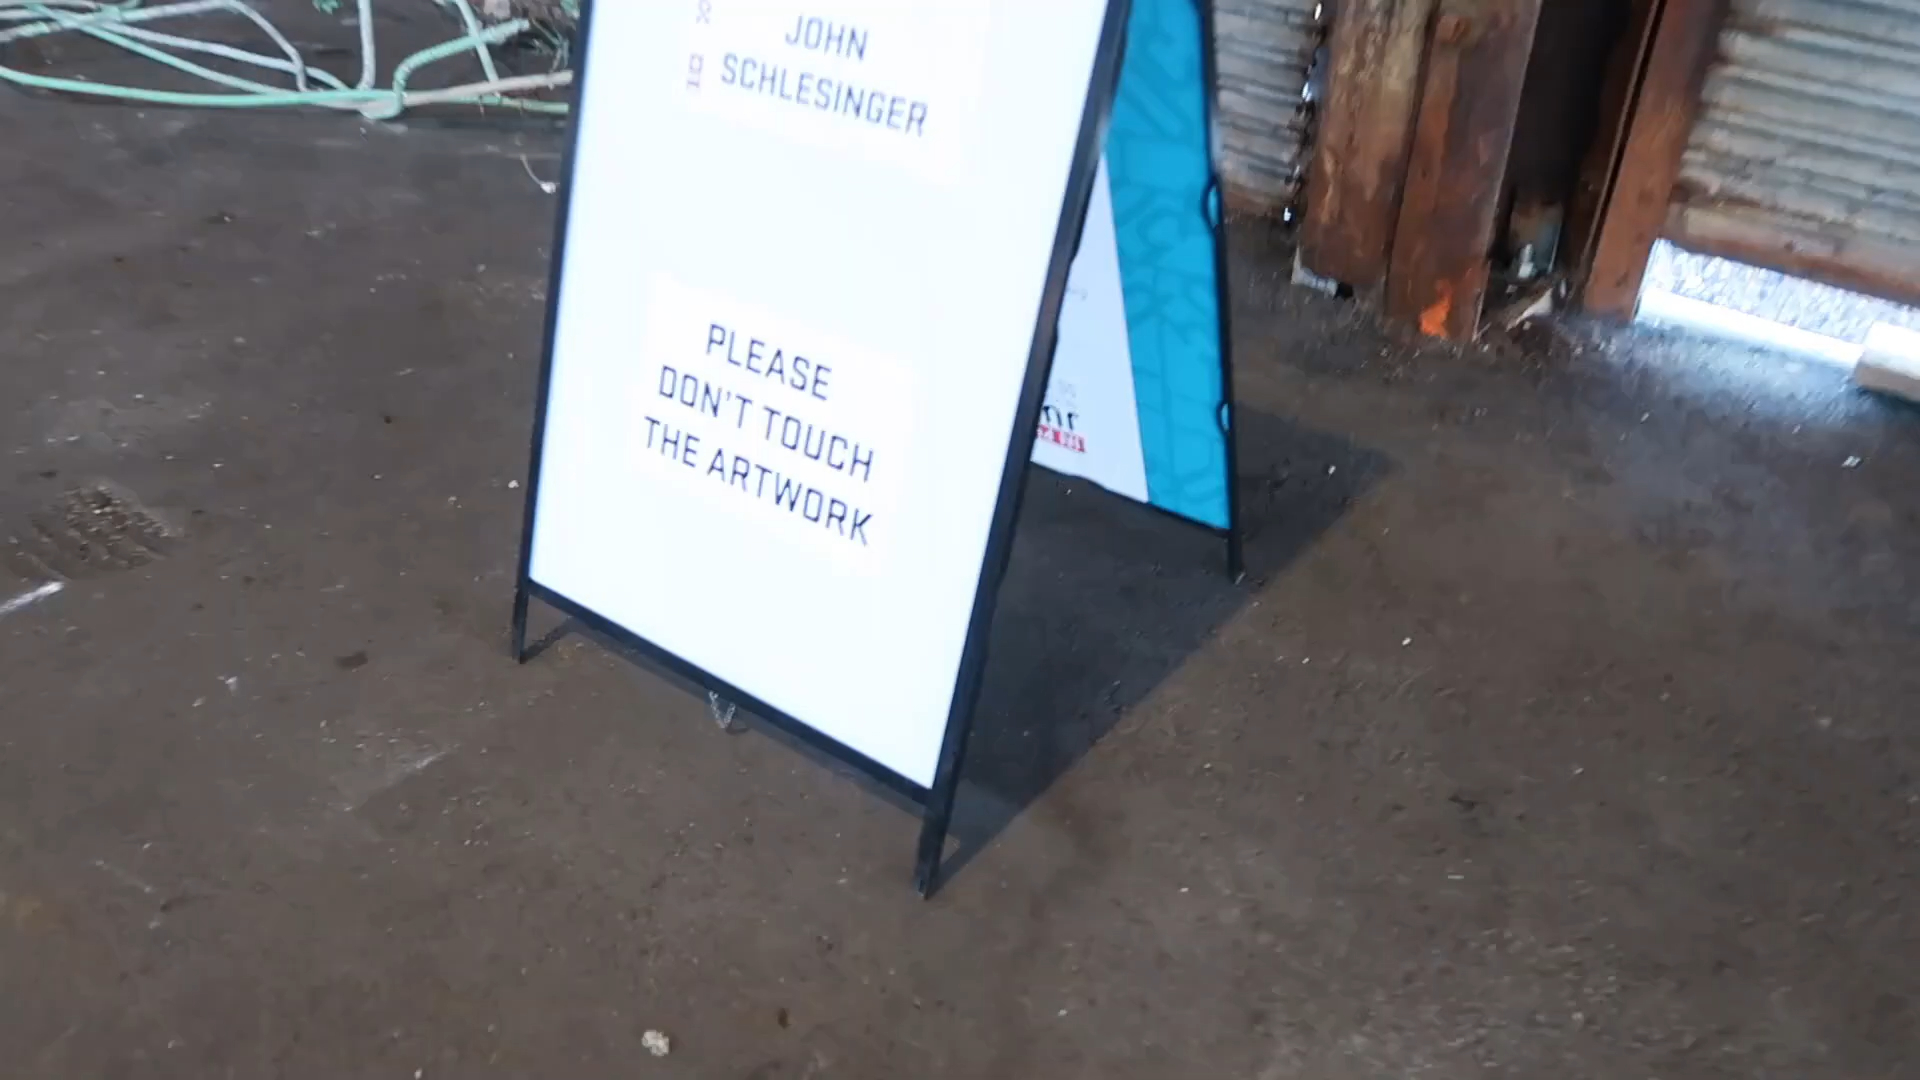 JOHN
SCHLESINGER
PLEASE
DON'T TOUCH
THE ARTWORK